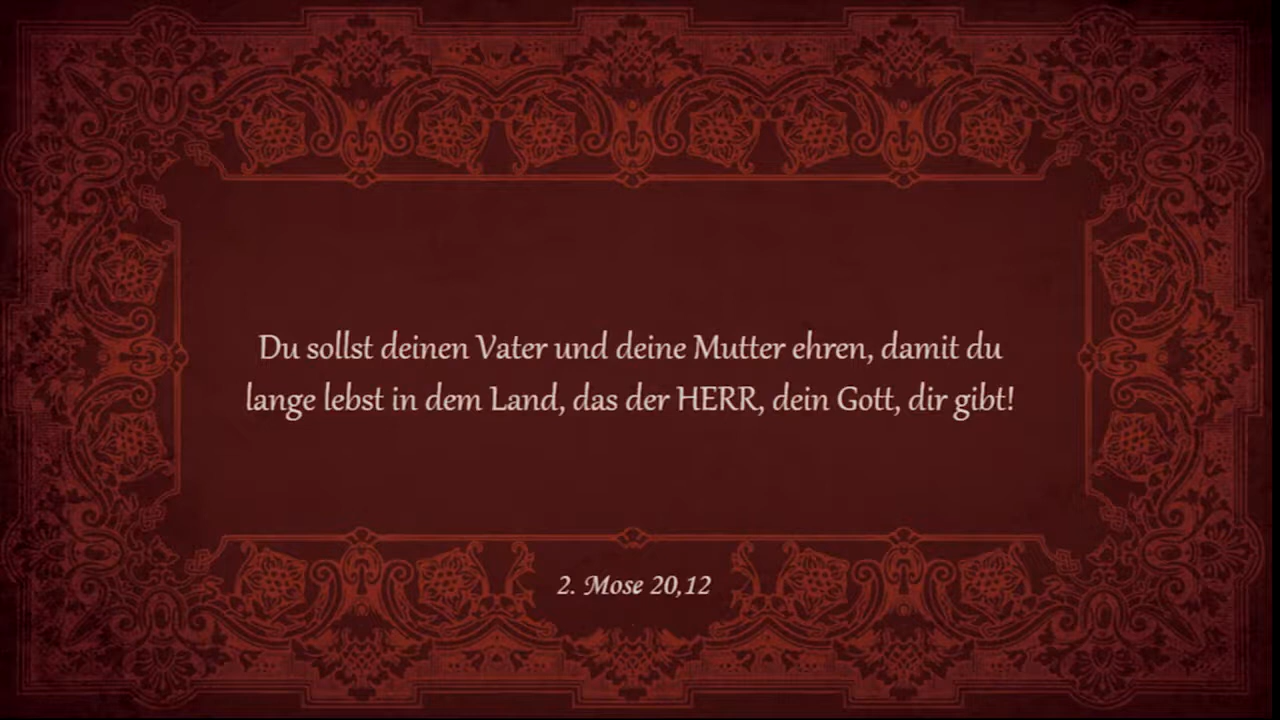 Du sollst deinen Vater und deine Mutter ehren, damit du
lange lebst in dem Land, das der HERR, dein Gott, dir gibt!
2. Mose 20,12